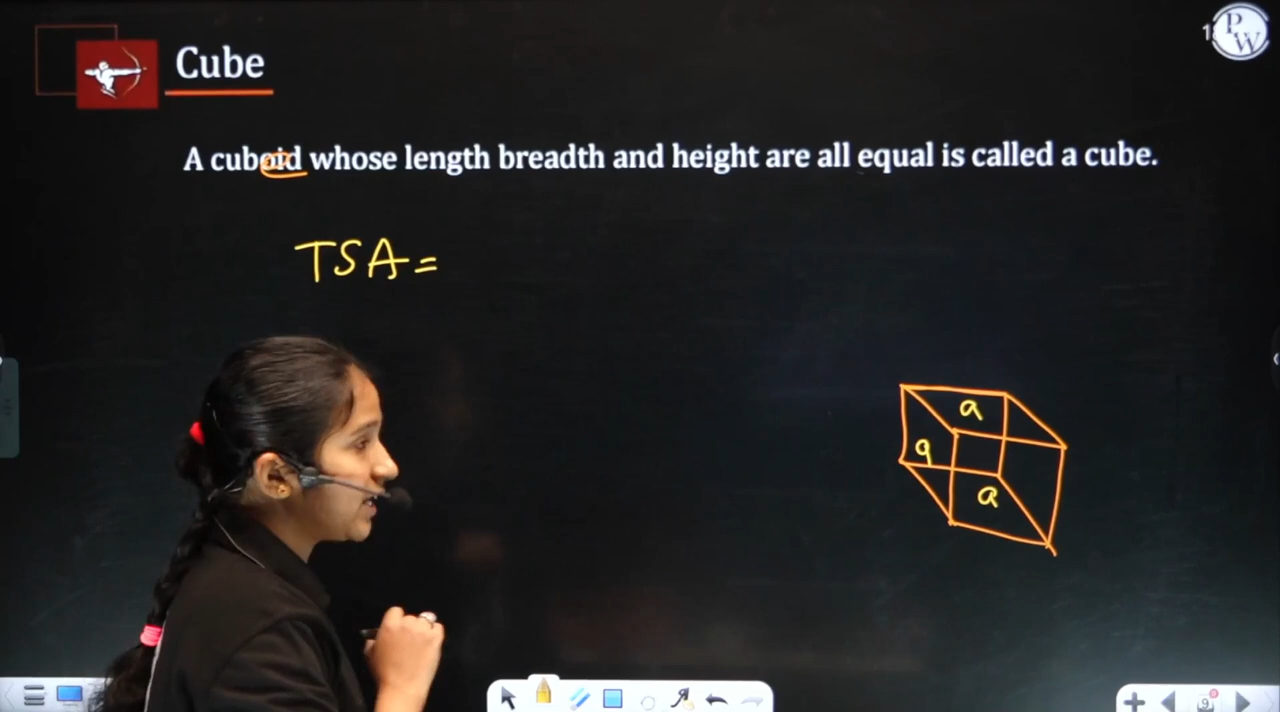 Cube
PW
A cuboid whose length breadth and height are all equal is called a cube.
TSA=
a
a
a